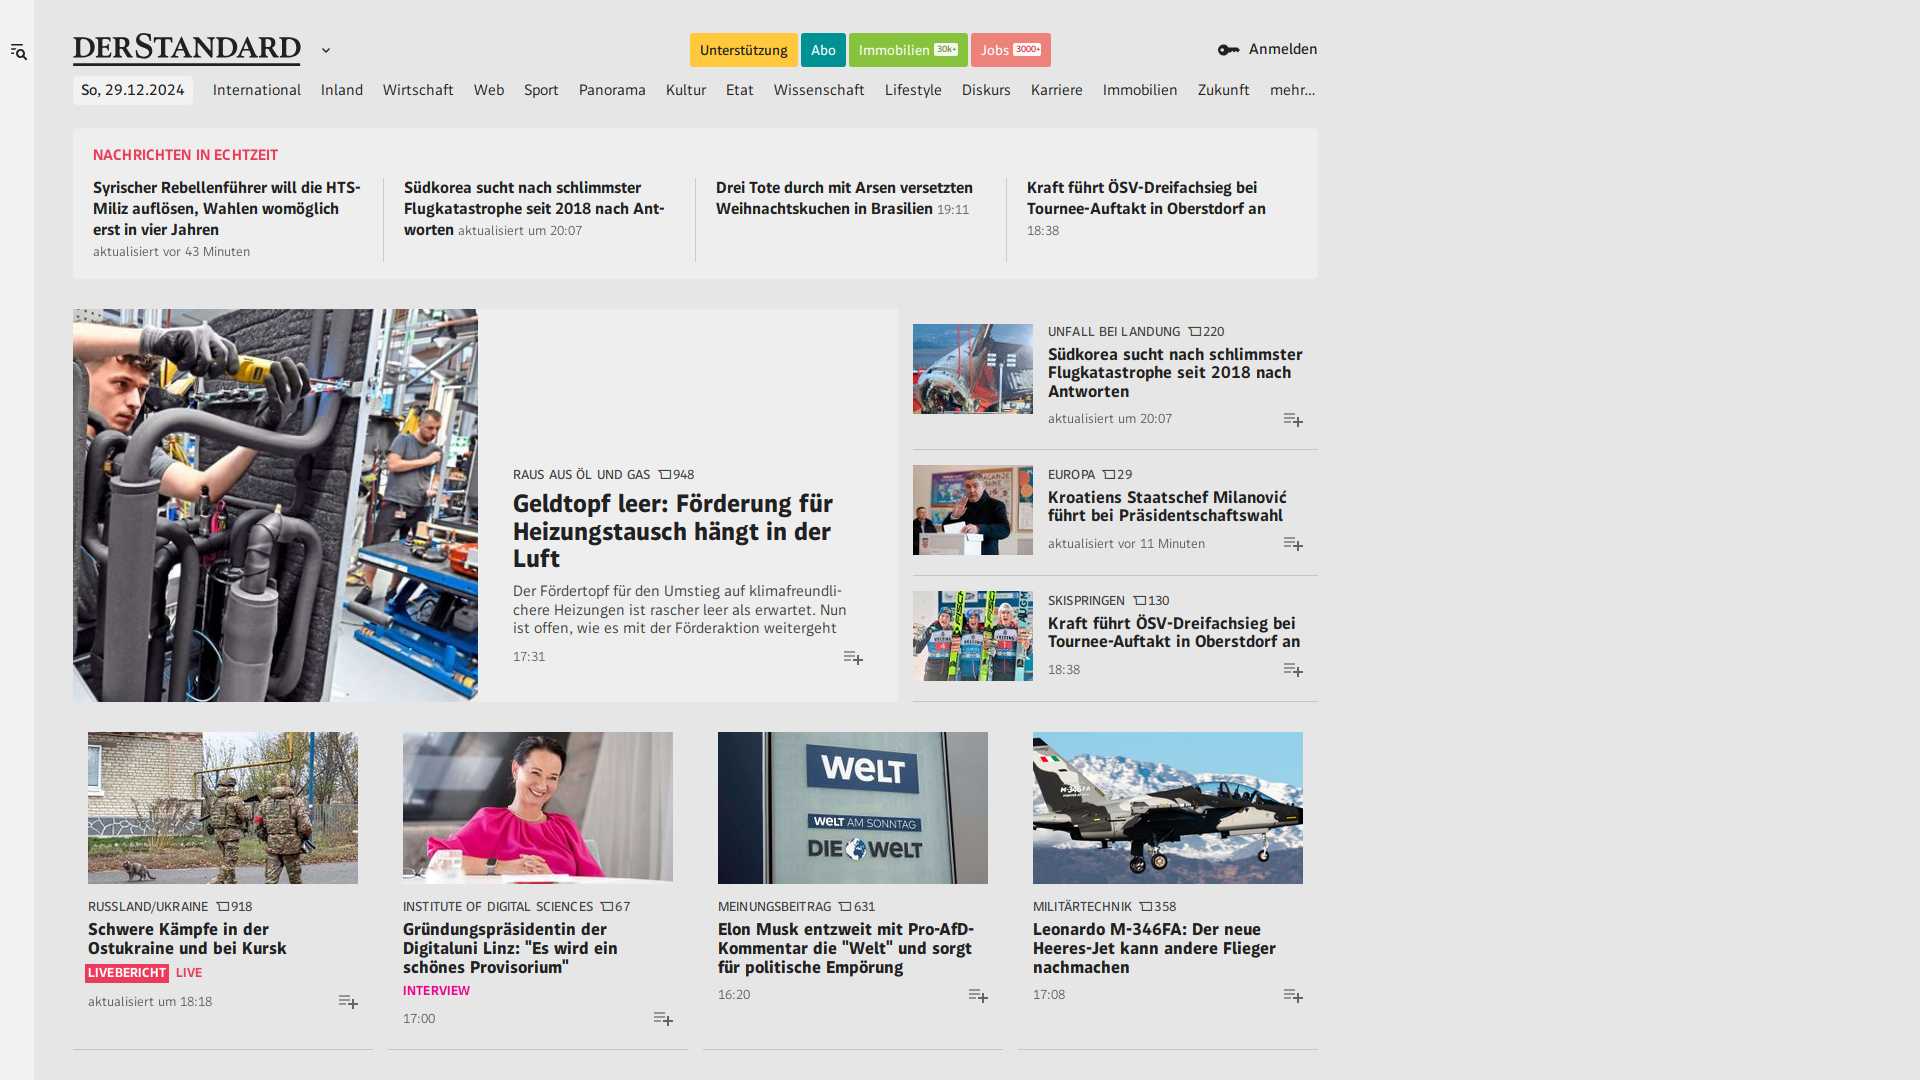 DERSTANDARD
Unterstützung
Abo
Immobilien 30k+
Jobs 3000+
Anmelden
So, 29.12.2024
International
Inland
Wirtschaft
Web
Sport
Panorama
Kultur
Etat
Wissenschaft
Lifestyle
Diskurs
Karriere
Immobilien
Zukunft
mehr...
NACHRICHTEN IN ECHTZEIT
Syrischer Rebellenführer will die HTS-
Miliz auflösen, Wahlen womöglich
erst in vier Jahren
aktualisiert vor 43 Minuten
Südkorea sucht nach schlimmster
Flugkatastrophe seit 2018 nach Ant-
worten aktualisiert um 20:07
Drei Tote durch mit Arsen versetzten
Weihnachtskuchen in Brasilien 19:11
Kraft führt ÖSV-Dreifachsieg bei
Tournee-Auftakt in Oberstdorf an
18:38
RAUS AUS ÖL UND GAS 948
Geldtopf leer: Förderung für
Heizungstausch hängt in der
Luft
Der Fördertopf für den Umstieg auf klimafreundli-
chere Heizungen ist rascher leer als erwartet. Nun
ist offen, wie es mit der Förderaktion weitergeht
17:31
UNFALL BEI LANDUNG 220
Südkorea sucht nach schlimmster
Flugkatastrophe seit 2018 nach
Antworten
aktualisiert um 20:07
EUROPA 29
Kroatiens Staatschef Milanović
führt bei Präsidentschaftswahl
aktualisiert vor 11 Minuten
SKISPRINGEN 130
Kraft führt ÖSV-Dreifachsieg bei
Tournee-Auftakt in Oberstdorf an
18:38
RUSSLAND/UKRAINE 918
Schwere Kämpfe in der
Ostukraine und bei Kursk
LIVEBERICHT LIVE
aktualisiert um 18:18
INSTITUTE OF DIGITAL SCIENCES 67
Gründungspräsidentin der
Digitaluni Linz: "Es wird ein
schönes Provisorium"
INTERVIEW
17:00
WELT
WELT AM SONNTAG
DIE WELT
MEINUNGSBEITRAG 631
Elon Musk entzweit mit Pro-AfD-
Kommentar die "Welt" und sorgt
für politische Empörung
16:20
M-346FA
MILITÄRTECHNIK 358
Leonardo M-346FA: Der neue
Heeres-Jet kann andere Flieger
nachmachen
17:08